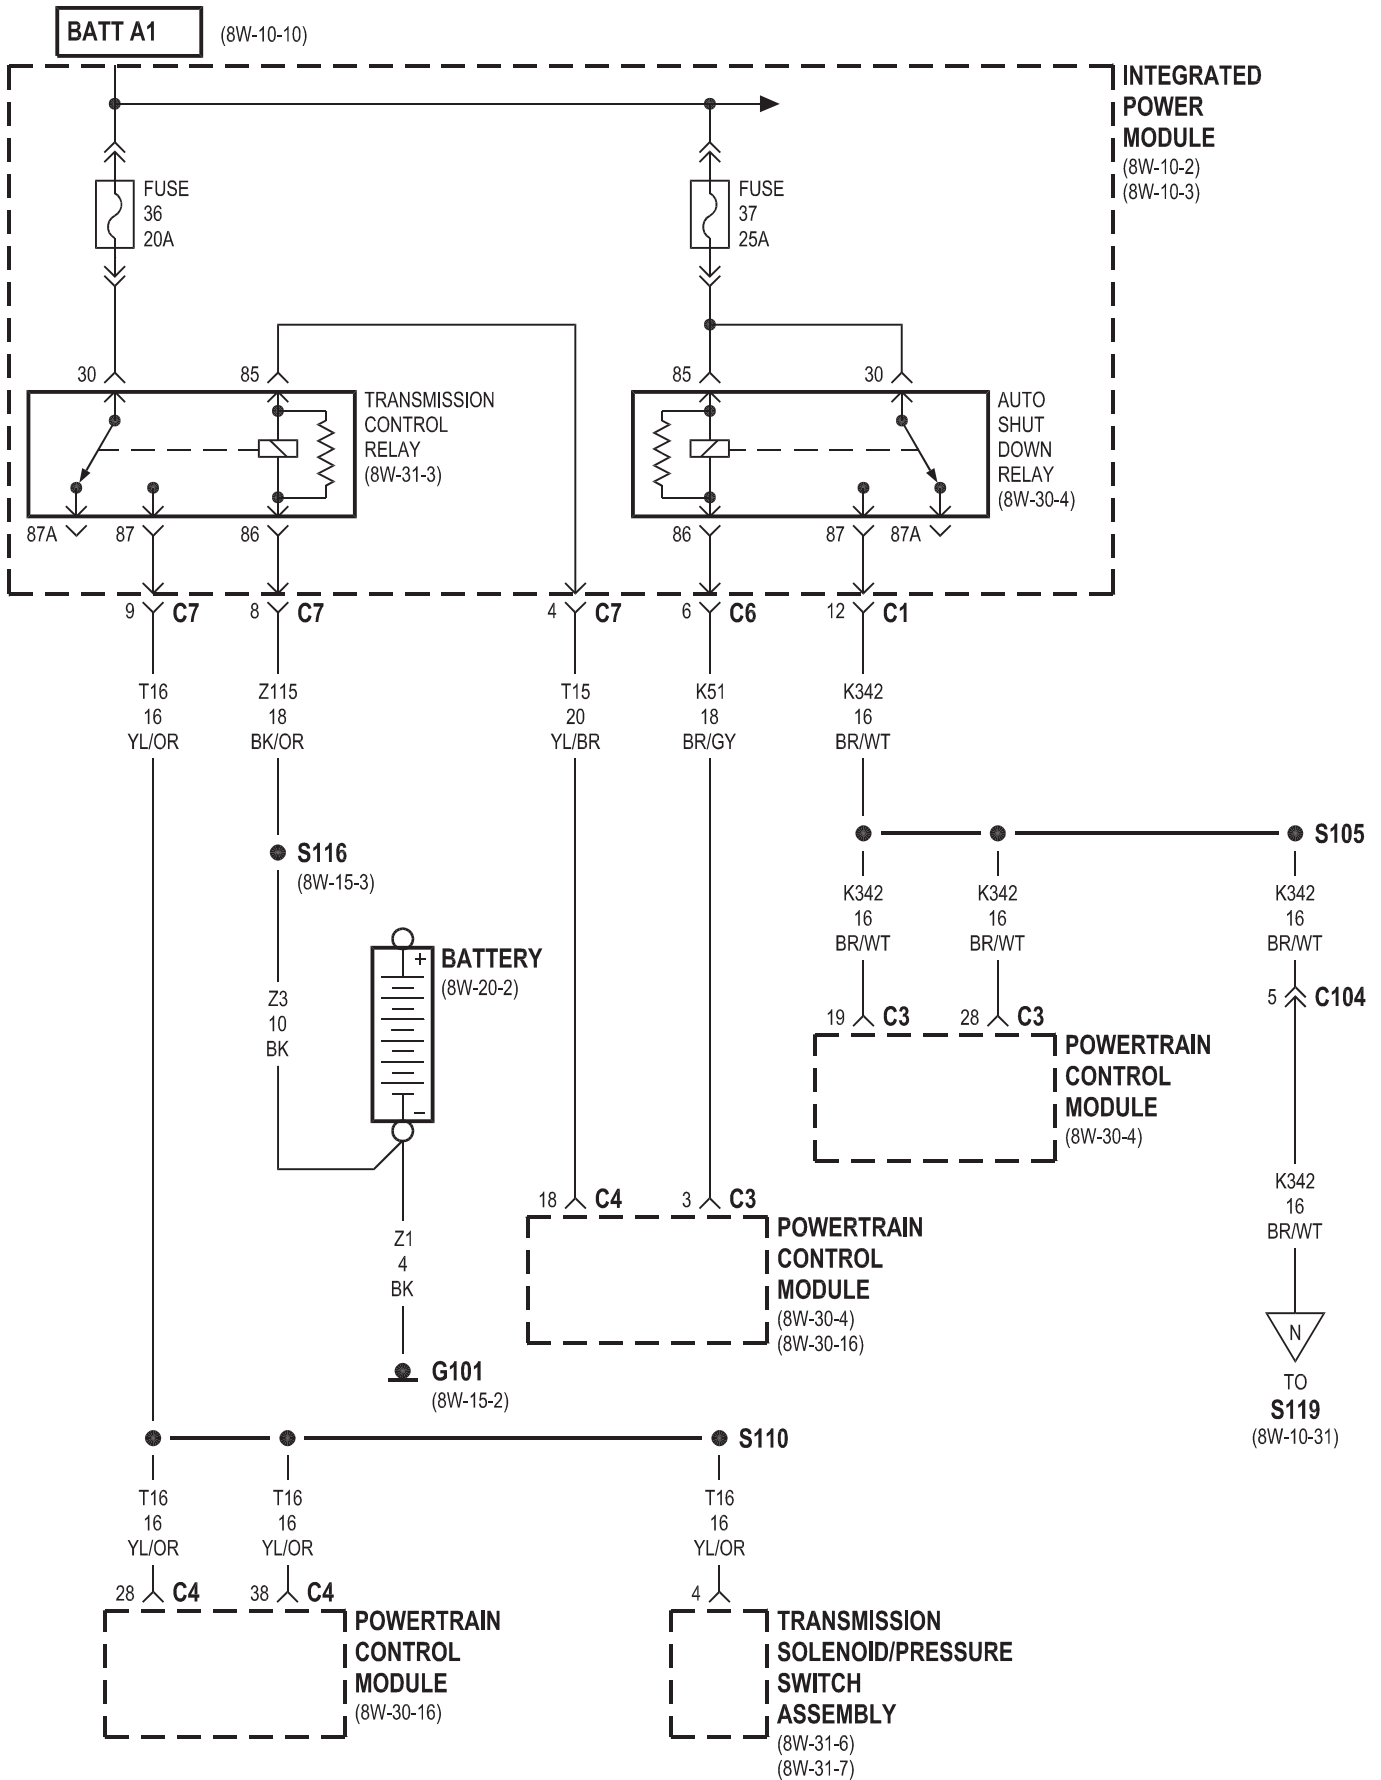 BATT A1 (8W-10-10)
INTEGRATED
POWER
MODULE
(8W-10-2)
(8W-10-3)
FUSE
36
20A
FUSE
37
25A
30 85
TRANSMISSION
CONTROL
RELAY
(8W-31-3)
85 30
AUTO
SHUT
DOWN
RELAY
(8W-30-4)
87A 87 86
86 87 87A
9 C7 8 C7 4 C7 6 C6 12 C1
T16
16
YL/OR
Z115
18
BK/OR
T15
20
YL/BR
K51
18
BR/GY
K342
16
BR/WT
S105
S116
(8W-15-3)
K342
16
BR/WT
K342
16
BR/WT
K342
16
BR/WT
+
BATTERY
(8W-20-2)
−
Z3
10
BK
5 C104
19 C3 28 C3
POWERTRAIN
CONTROL
MODULE
(8W-30-4)
K342
16
BR/WT
18 C4 3 C3
POWERTRAIN
CONTROL
MODULE
(8W-30-4)
(8W-30-16)
Z1
4
BK
G101
(8W-15-2)
N
TO
S119
(8W-10-31)
S110
T16
16
YL/OR
T16
16
YL/OR
T16
16
YL/OR
28 C4 38 C4 4
POWERTRAIN
CONTROL
MODULE
(8W-30-16)
TRANSMISSION
SOLENOID/PRESSURE
SWITCH
ASSEMBLY
(8W-31-6)
(8W-31-7)